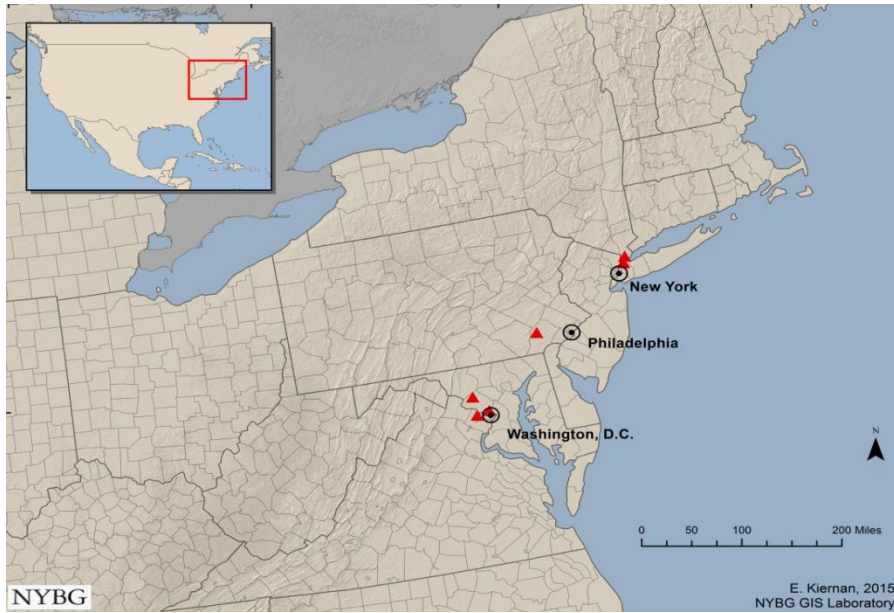 New York
Philadelphia
Washington, D.C.
N
0 50 100 200 Miles
NYBG
E. Kiernan, 2015
NYBG GIS Laboratory